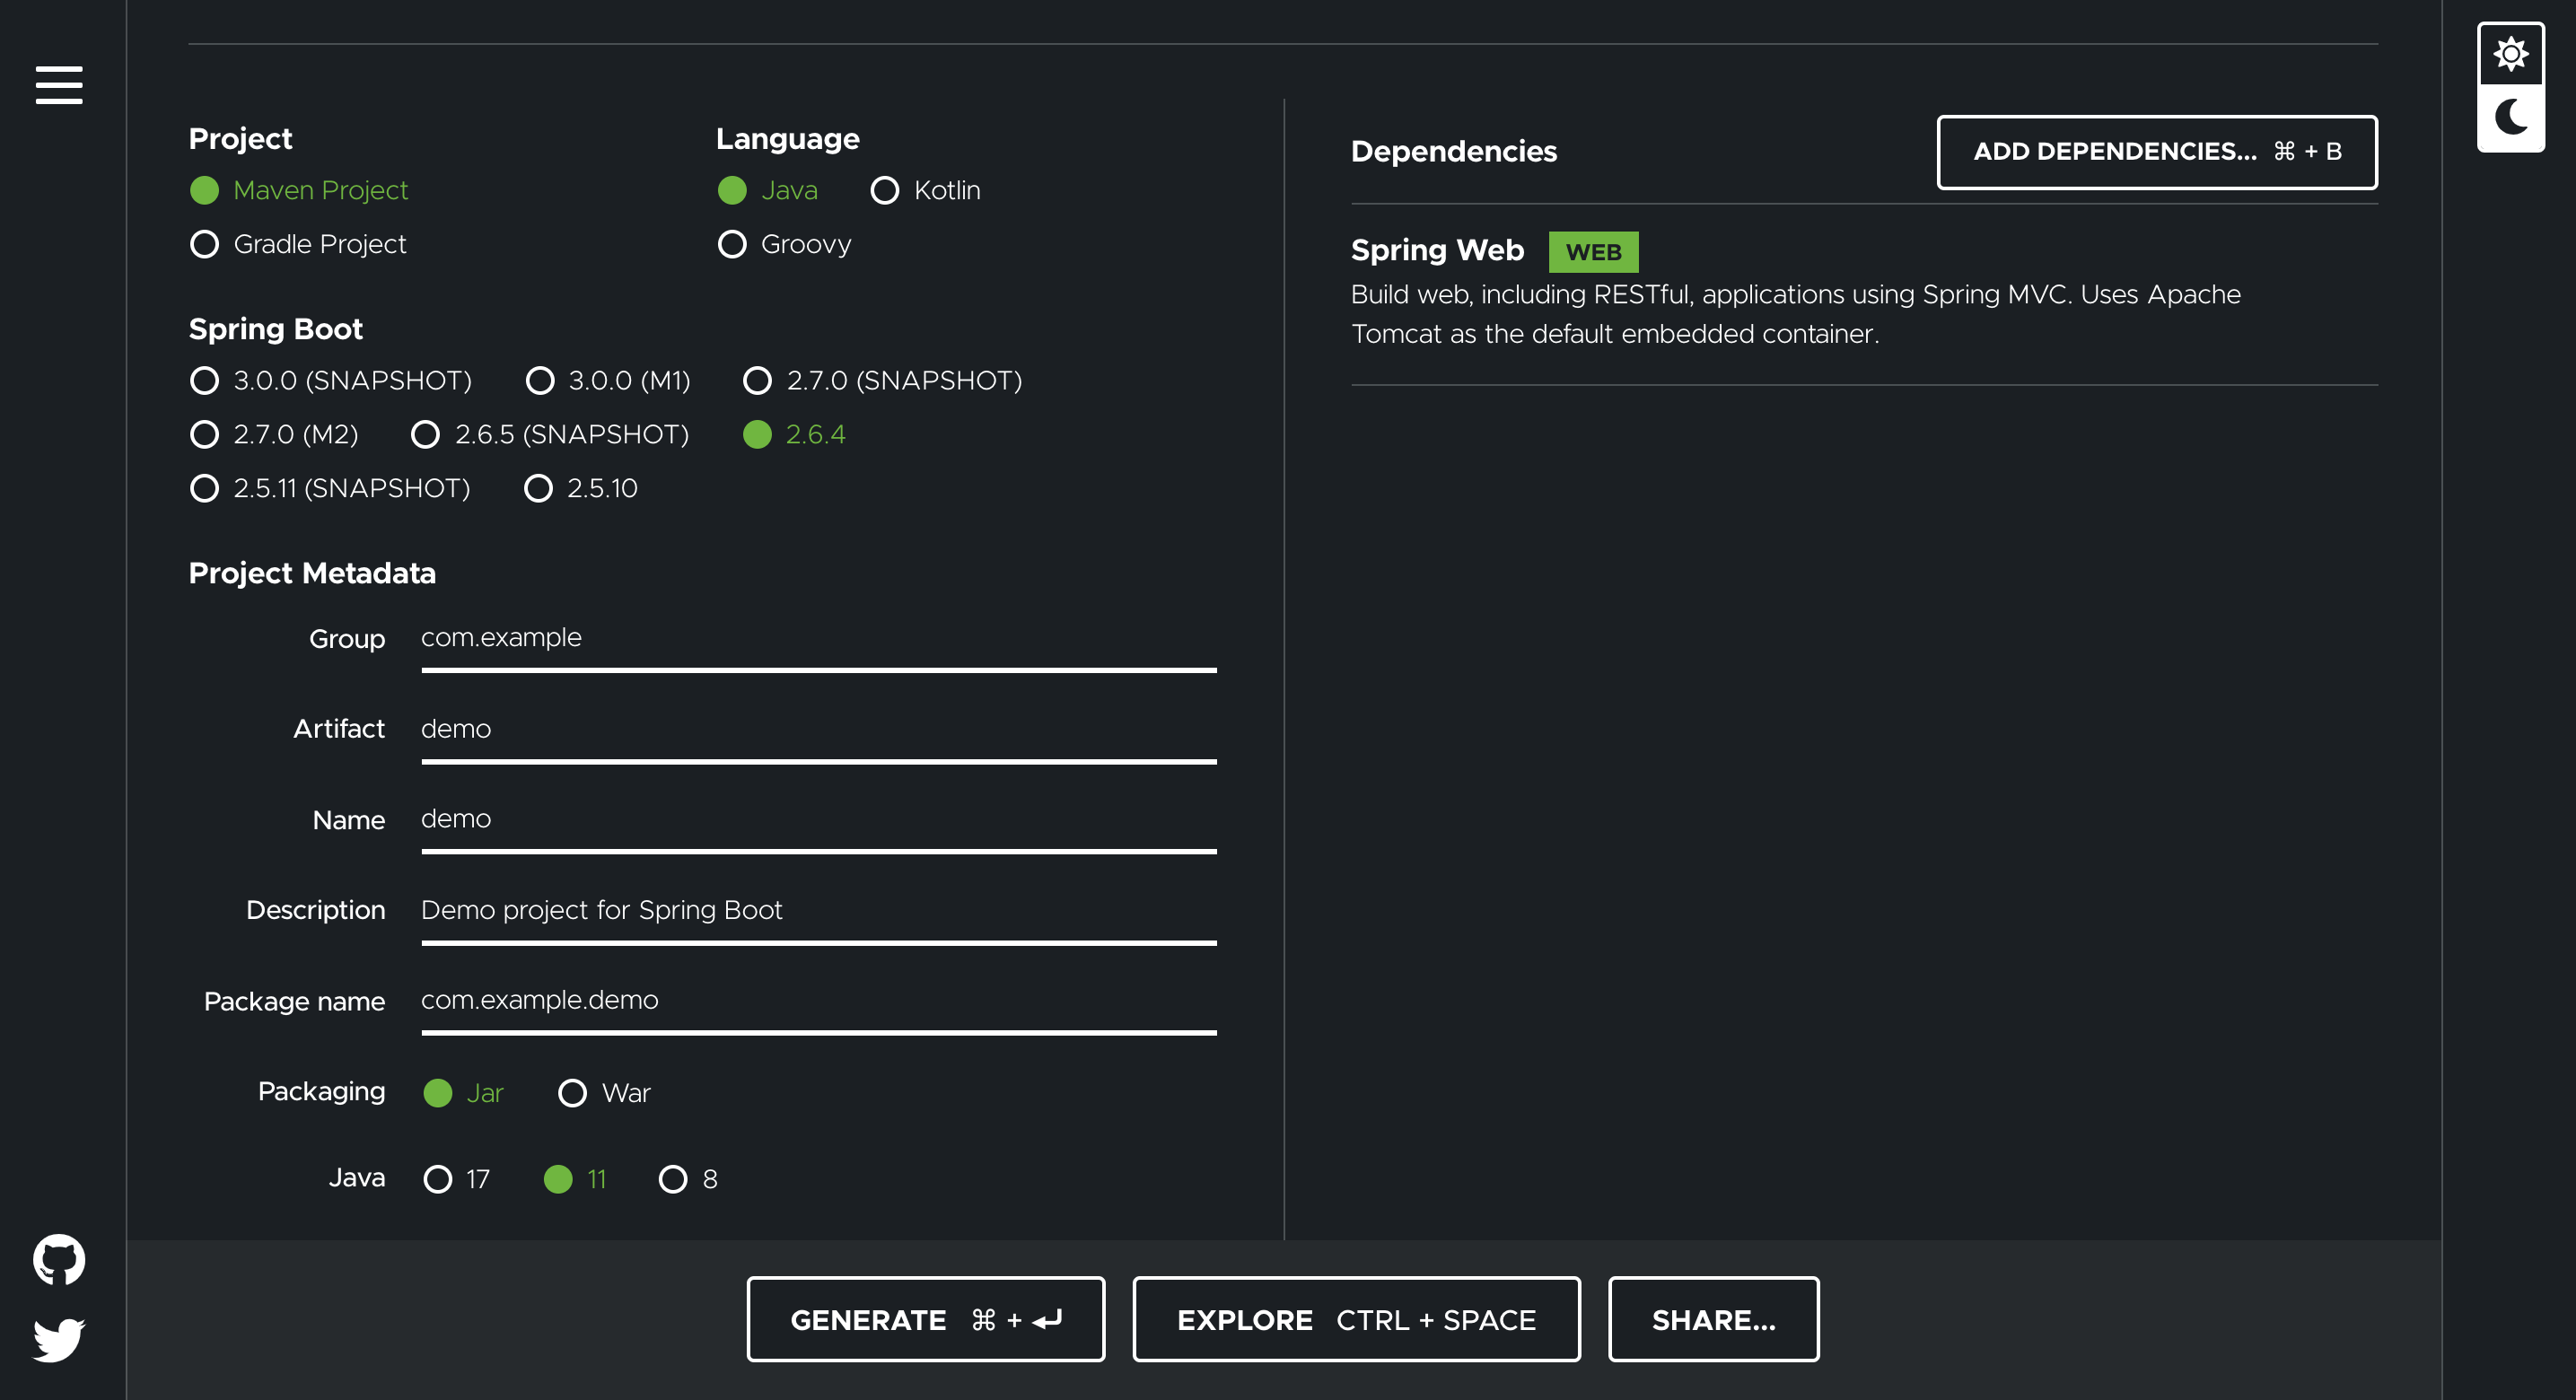 Project
Maven Project
Gradle Project
Language
Java Kotlin
Groovy
Spring Boot
3.0.0 (SNAPSHOT) 3.0.0 (M1) 2.7.0 (SNAPSHOT)
2.7.0 (M2) 2.6.5 (SNAPSHOT) 2.6.4
2.5.11 (SNAPSHOT) 2.5.10
Project Metadata
Group com.example
Artifact demo
Name demo
Description Demo project for Spring Boot
Package name com.example.demo
Packaging Jar War
Java 17 11 8
Dependencies ADD DEPENDENCIES... ⌘ + B
Spring Web WEB
Build web, including RESTful, applications using Spring MVC. Uses Apache
Tomcat as the default embedded container.
GENERATE ⌘ + ⏎ EXPLORE CTRL + SPACE SHARE...